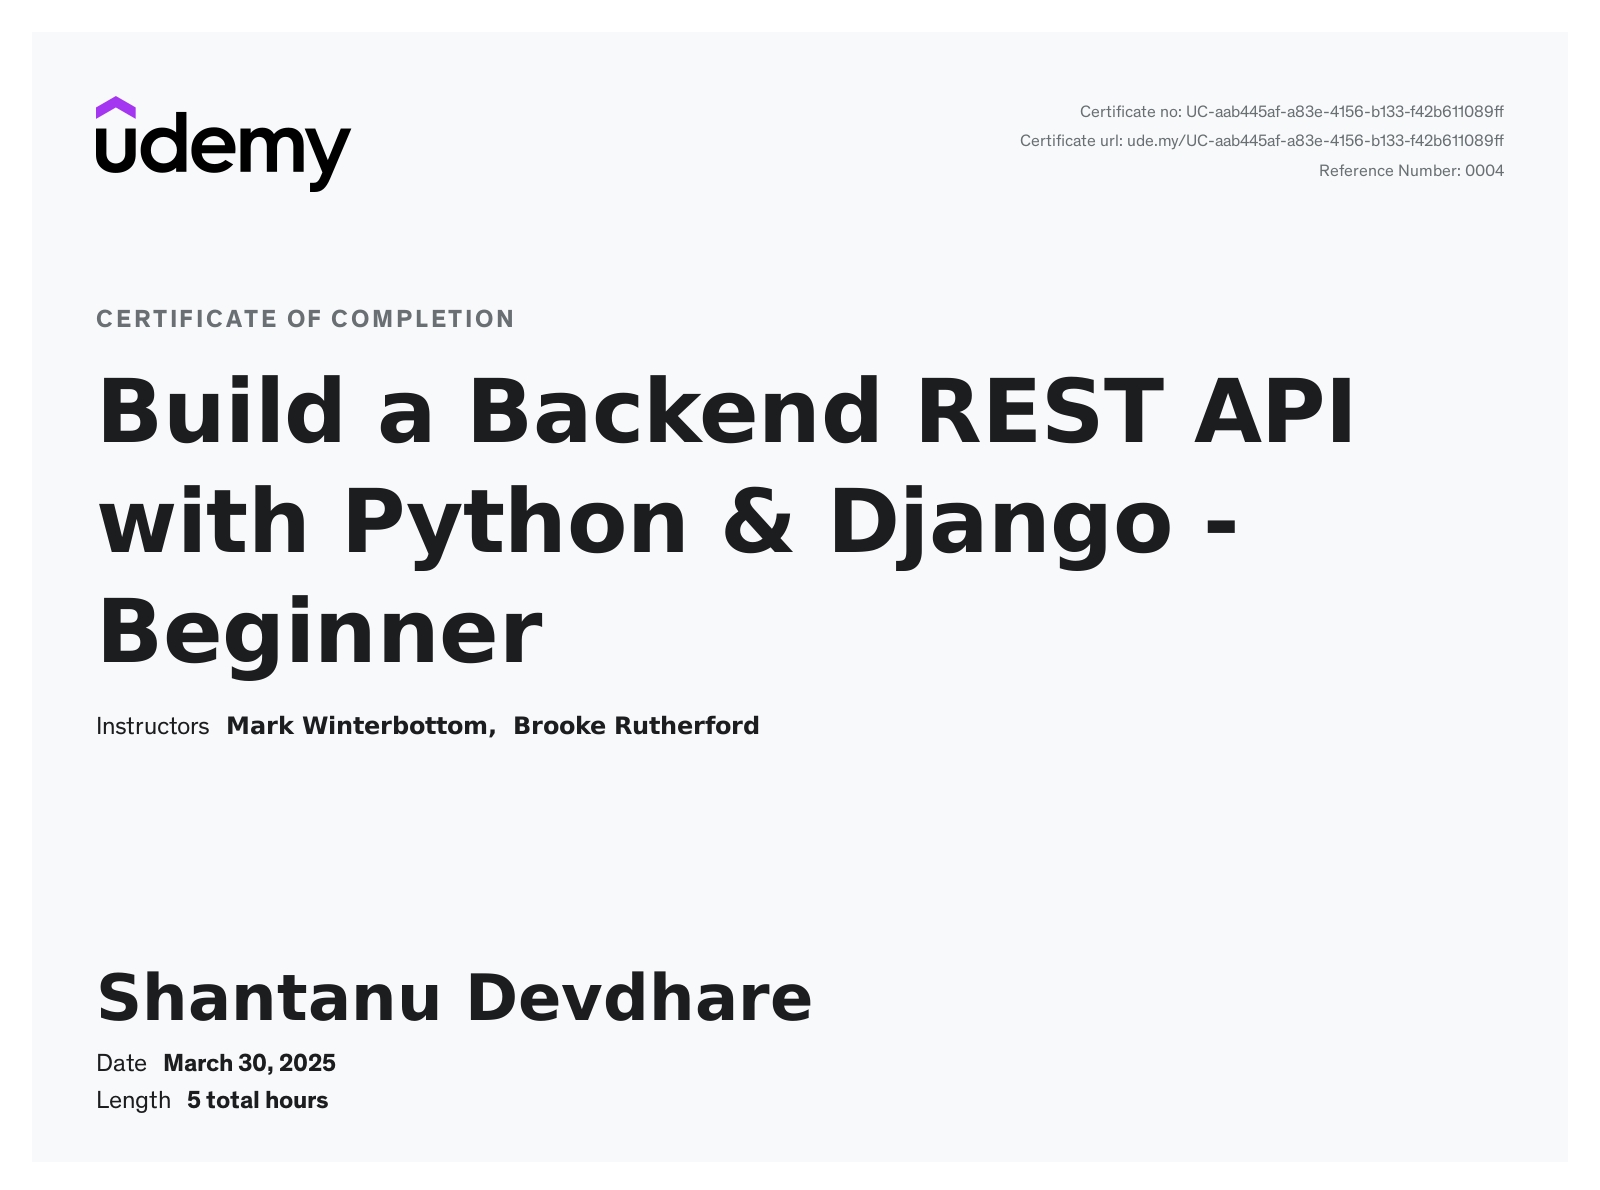 udemy
Certificate no: UC-aab445af-a83e-4156-b133-f42b611089ff
Certificate url: ude.my/UC-aab445af-a83e-4156-b133-f42b611089ff
Reference Number: 0004
CERTIFICATE OF COMPLETION
Build a Backend REST API
with Python & Django -
Beginner
Instructors Mark Winterbottom, Brooke Rutherford
Shantanu Devdhare
Date March 30, 2025
Length 5 total hours